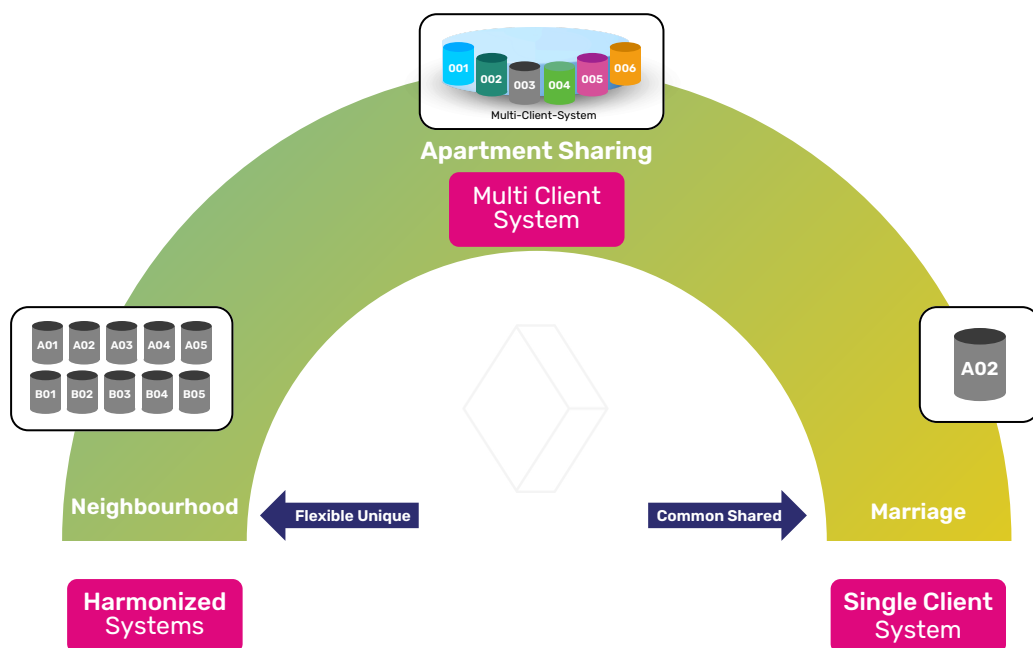 001 002 003 004 005 006
Multi-Client-System
Apartment Sharing
Multi Client
System
A01 A02 A03 A04 A05
B01 B02 B03 B04 B05
A02
Neighbourhood
Flexible Unique
Common Shared
Marriage
Harmonized
Systems
Single Client
System